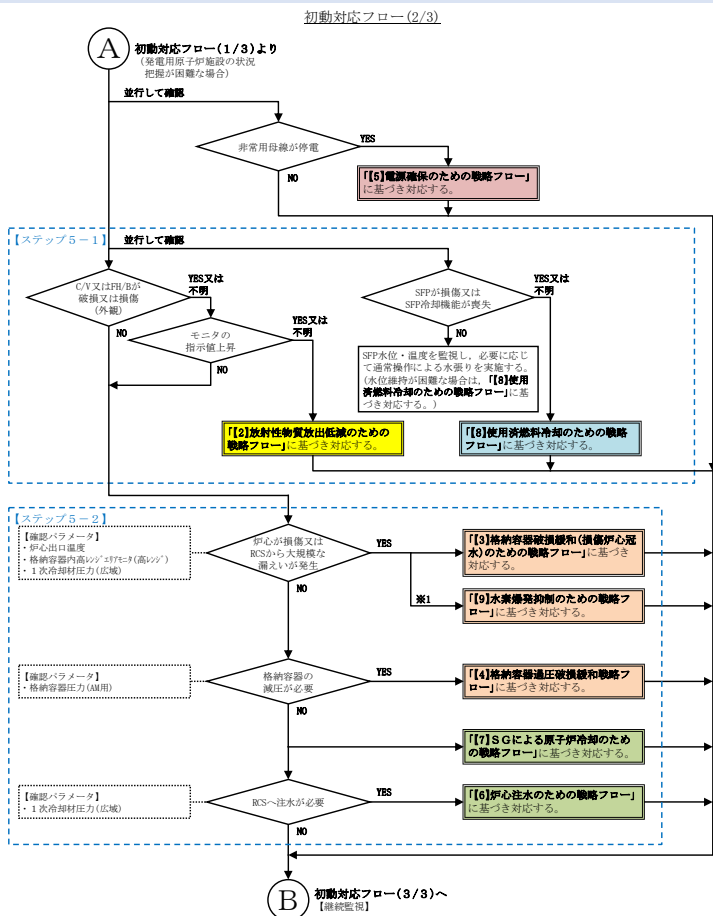 初動対応フロー(2/3)
A
初動対応フロー(1/3)より
(発電用原子炉施設の状況
把握が困難な場合)
並行して確認
非常用母線が停電
YES
NO
「【5】電源確保のための戦略フロー」
に基づき対応する。
【ステップ5-1】
並行して確認
C/V又はFH/Bが
破損又は損傷
(外観)
YES又は
不明
NO
モニタの
指示値上昇
YES又は
不明
NO
SFPが損傷又は
SFP冷却機能が喪失
YES又は
不明
NO
SFP水位・温度を監視し、必要に応じ
て通常操作による水張りを実施する。
(水位維持が困難な場合は、「【8】使用
済燃料冷却のための戦略フロー」に基
づき対応する。)
「【2】放射性物質放出低減のための
戦略フロー」に基づき対応する。
「【8】使用済燃料冷却のための戦略
フロー」に基づき対応する。
【ステップ5-2】
【確認パラメータ】
・炉心出口温度
・格納容器内高ﾚﾝｼﾞｴﾘｱﾓﾆﾀ(高ﾚﾝｼﾞ)
・１次冷却材圧力(広域)
炉心が損傷又は
RCSから大規模な
漏えいが発生
YES
NO
「【3】格納容器破損緩和(損傷炉心冠
水)のための戦略フロー」に基づき
対応する。
※1
「【9】水素爆発抑制のための戦略フ
ロー」に基づき対応する。
【確認パラメータ】
・格納容器圧力(AM用)
格納容器の
減圧が必要
YES
NO
「【4】格納容器過圧破損緩和戦略フ
ロー」に基づき対応する。
「【7】ＳＧによる原子炉冷却のため
の戦略フロー」に基づき対応する。
【確認パラメータ】
・１次冷却材圧力(広域)
RCSへ注水が必要
YES
NO
「【6】炉心注水のための戦略フロー」
に基づき対応する。
B
初動対応フロー(3/3)へ
【継続監視】